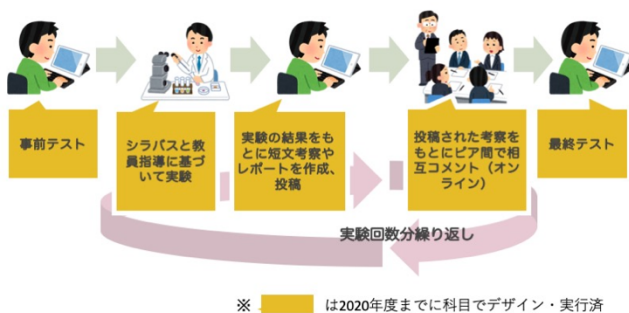 事前テスト
シラバスと教
員指導に基づ
いて実験
実験の結果をも
とに短文考察や
レポートを作成、
投稿
投稿された考察を
もとにピア間で相
互コメント（オン
ライン）
最終テスト
実験回数分繰り返し
※ は2020年度までに科目でデザイン・実行済